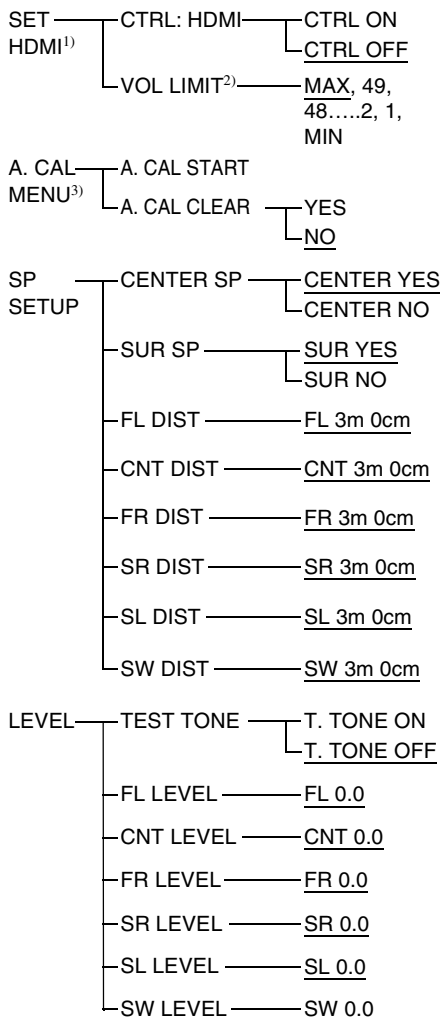 SET CTRL: HDMI CTRL ON
HDMI1) CTRL OFF
VOL LIMIT2) MAX, 49,
48…..2, 1,
MIN
A. CAL A. CAL START
MENU3) A. CAL CLEAR YES
NO
SP CENTER SP CENTER YES
SETUP CENTER NO
SUR SP SUR YES
SUR NO
FL DIST FL 3m 0cm
CNT DIST CNT 3m 0cm
FR DIST FR 3m 0cm
SR DIST SR 3m 0cm
SL DIST SL 3m 0cm
SW DIST SW 3m 0cm
LEVEL TEST TONE T. TONE ON
T. TONE OFF
FL LEVEL FL 0.0
CNT LEVEL CNT 0.0
FR LEVEL FR 0.0
SR LEVEL SR 0.0
SL LEVEL SL 0.0
SW LEVEL SW 0.0